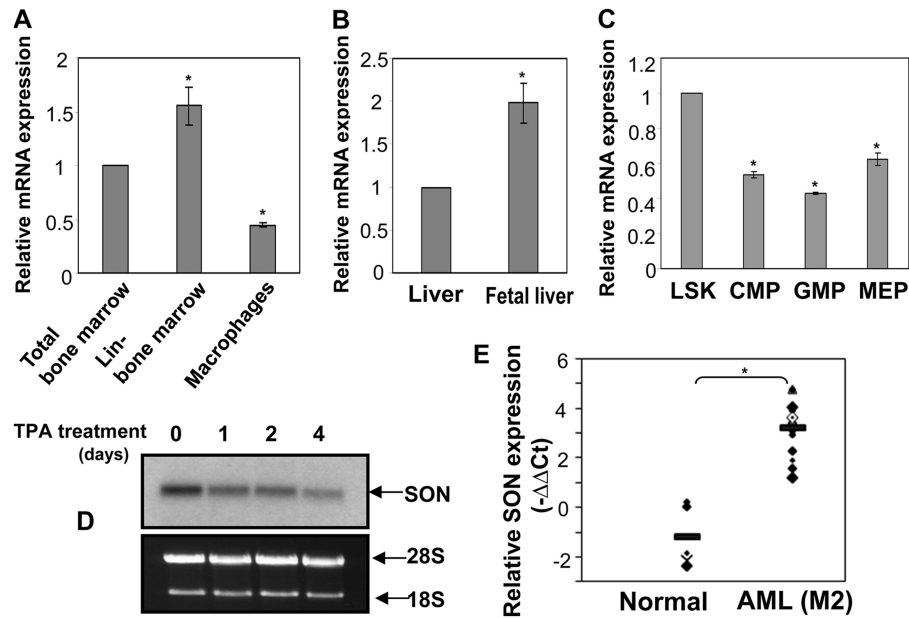 A
Relative mRNA expression
2
1.5
1
0.5
0
*
*
Total
bone marrow
Lin-
bone marrow
Macrophages
B
Relative mRNA expression
2.5
2
1.5
1
0.5
0
*
Liver
Fetal liver
C
Relative mRNA expression
1.2
1
0.8
0.6
0.4
0.2
0
*
*
*
LSK CMP GMP MEP
TPA treatment 0 1 2 4
(days)
SON
D
28S
18S
E
Relative SON expression
(-ΔΔCt)
6
4
2
0
-2
*
Normal
AML (M2)